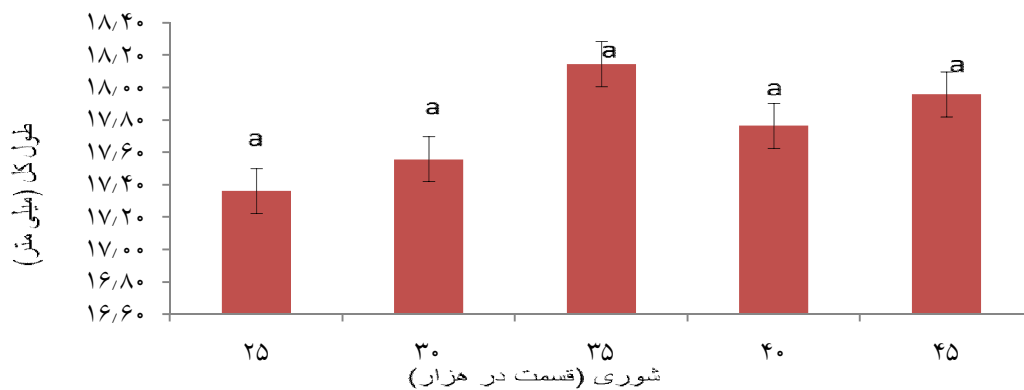 ۱۸٫۴۰
۱۸٫۲۰
۱۸٫۰۰
۱۷٫۸۰
۱۷٫۶۰
۱۷٫۴۰
۱۷٫۲۰
۱۷٫۰۰
۱۶٫۸۰
۱۶٫۶۰
طول کل (میلی متر)
a
a
a
a
a
۲۵ ۳۰ ۳۵ ۴۰ ۴۵
شوری (قسمت در هزار)